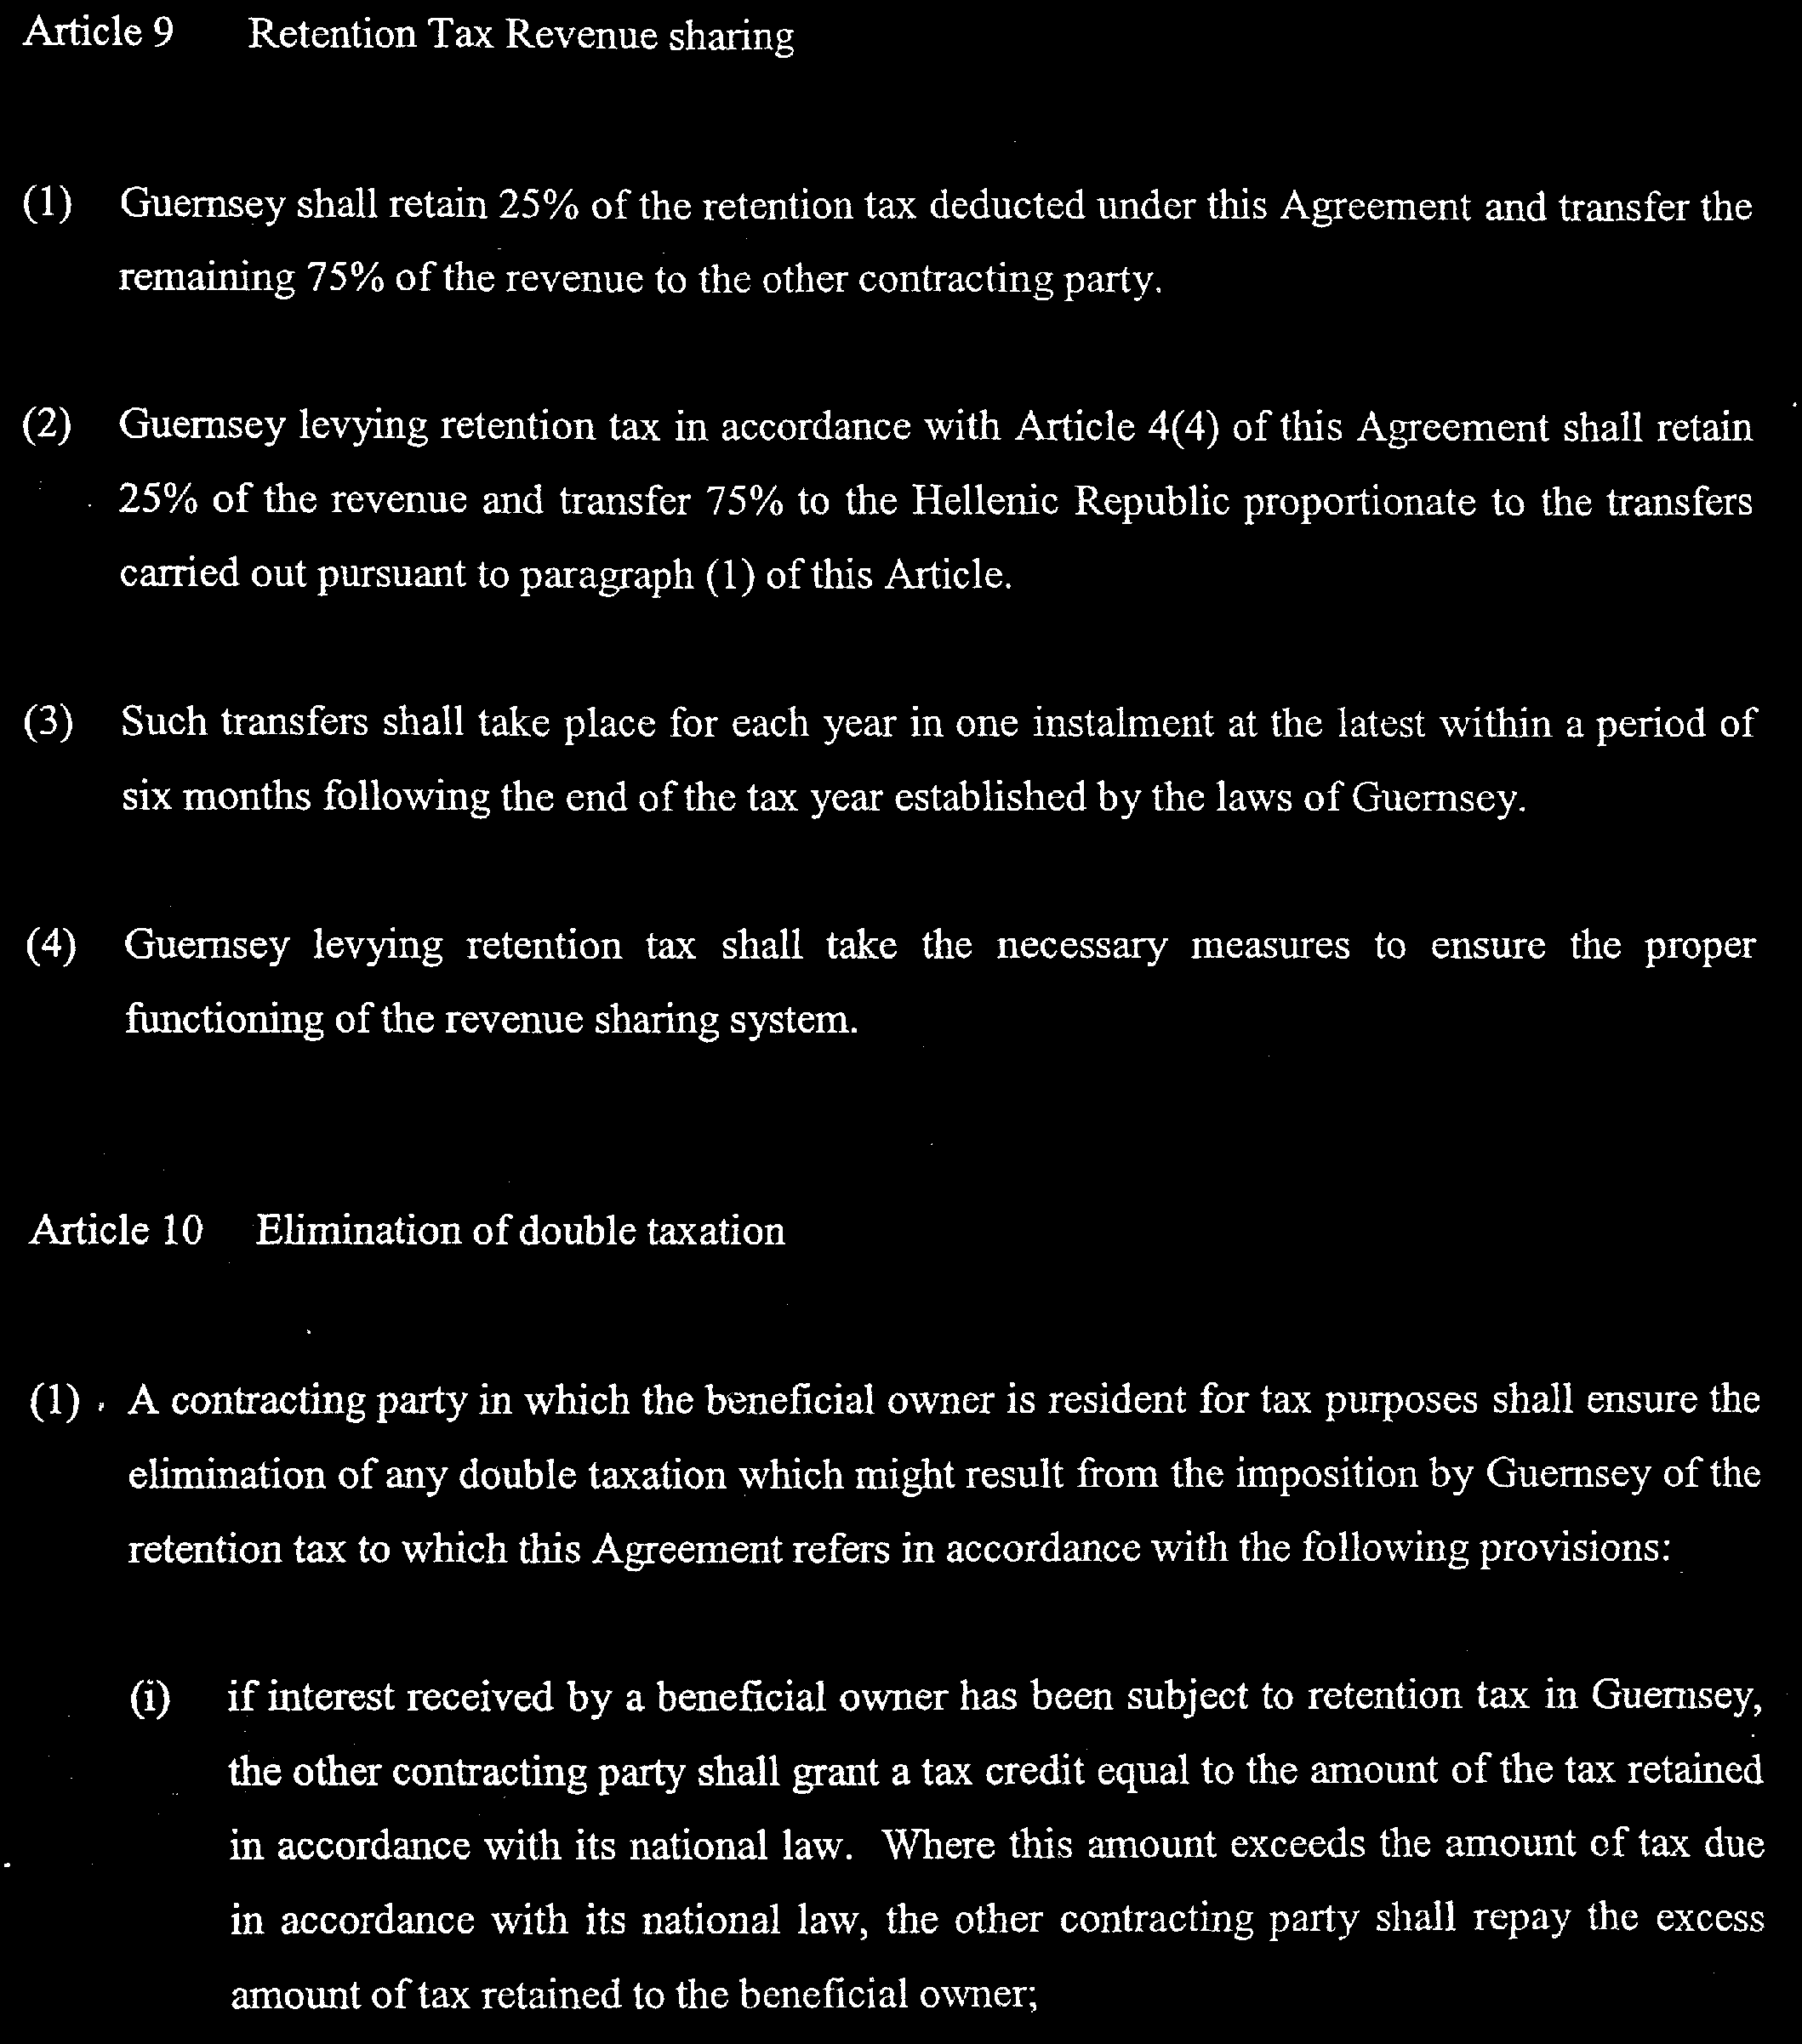 Article 9 Retention Tax Revenue sharing
(1) Guernsey shall retain 25% of the retention tax deducted under this Agreement and transfer the
remaining 75% of the revenue to the other contracting party.
(2) Guernsey levying retention tax in accordance with Article 4(4) of this Agreement shall retain
25% of the revenue and transfer 75% to the Hellenic Republic proportionate to the transfers
carried out pursuant to paragraph (1) of this Article.
(3) Such transfers shall take place for each year in one instalment at the latest within a period of
six months following the end of the tax year established by the laws of Guernsey.
(4) Guernsey levying retention tax shall take the necessary measures to ensure the proper
functioning of the revenue sharing system.
Article 10 Elimination of double taxation
(1) A contracting party in which the beneficial owner is resident for tax purposes shall ensure the
elimination of any double taxation which might result from the imposition by Guernsey of the
retention tax to which this Agreement refers in accordance with the following provisions:
(i) if interest received by a beneficial owner has been subject to retention tax in Guernsey,
the other contracting party shall grant a tax credit equal to the amount of the tax retained
in accordance with its national law. Where this amount exceeds the amount of tax due
in accordance with its national law, the other contracting party shall repay the excess
amount of tax retained to the beneficial owner;